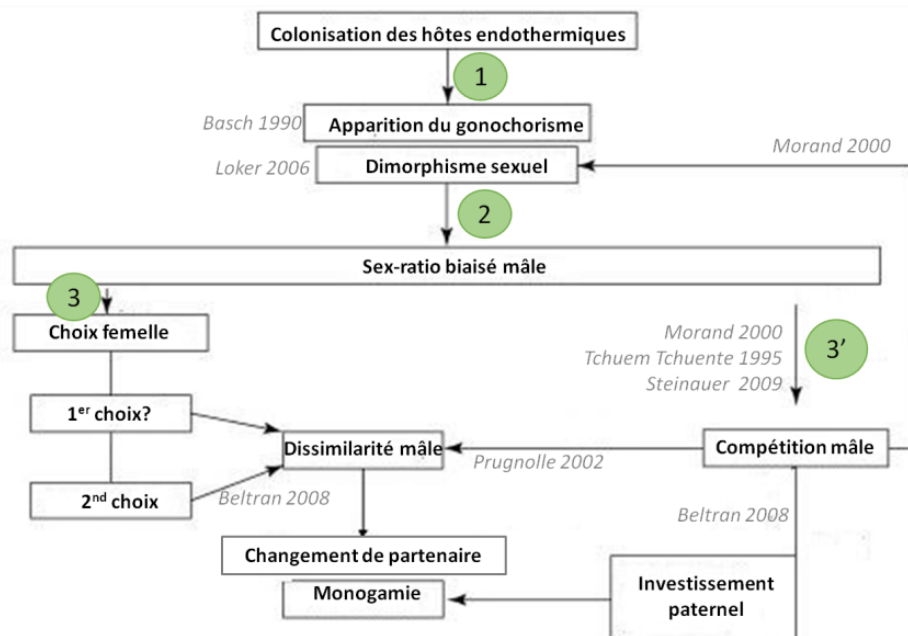 Colonisation des hôtes endothermiques
1
Basch 1990
Apparition du gonochorisme
Morand 2000
Loker 2006
Dimorphisme sexuel
2
Sex-ratio biaisé mâle
3
Choix femelle
Morand 2000
Tchuem Tchuente 1995
Steinauer 2009
3’
1er choix?
Dissimilarité mâle
Compétition mâle
Prugnolle 2002
2nd choix
Beltran 2008
Beltran 2008
Changement de partenaire
Monogamie
Investissement
paternel